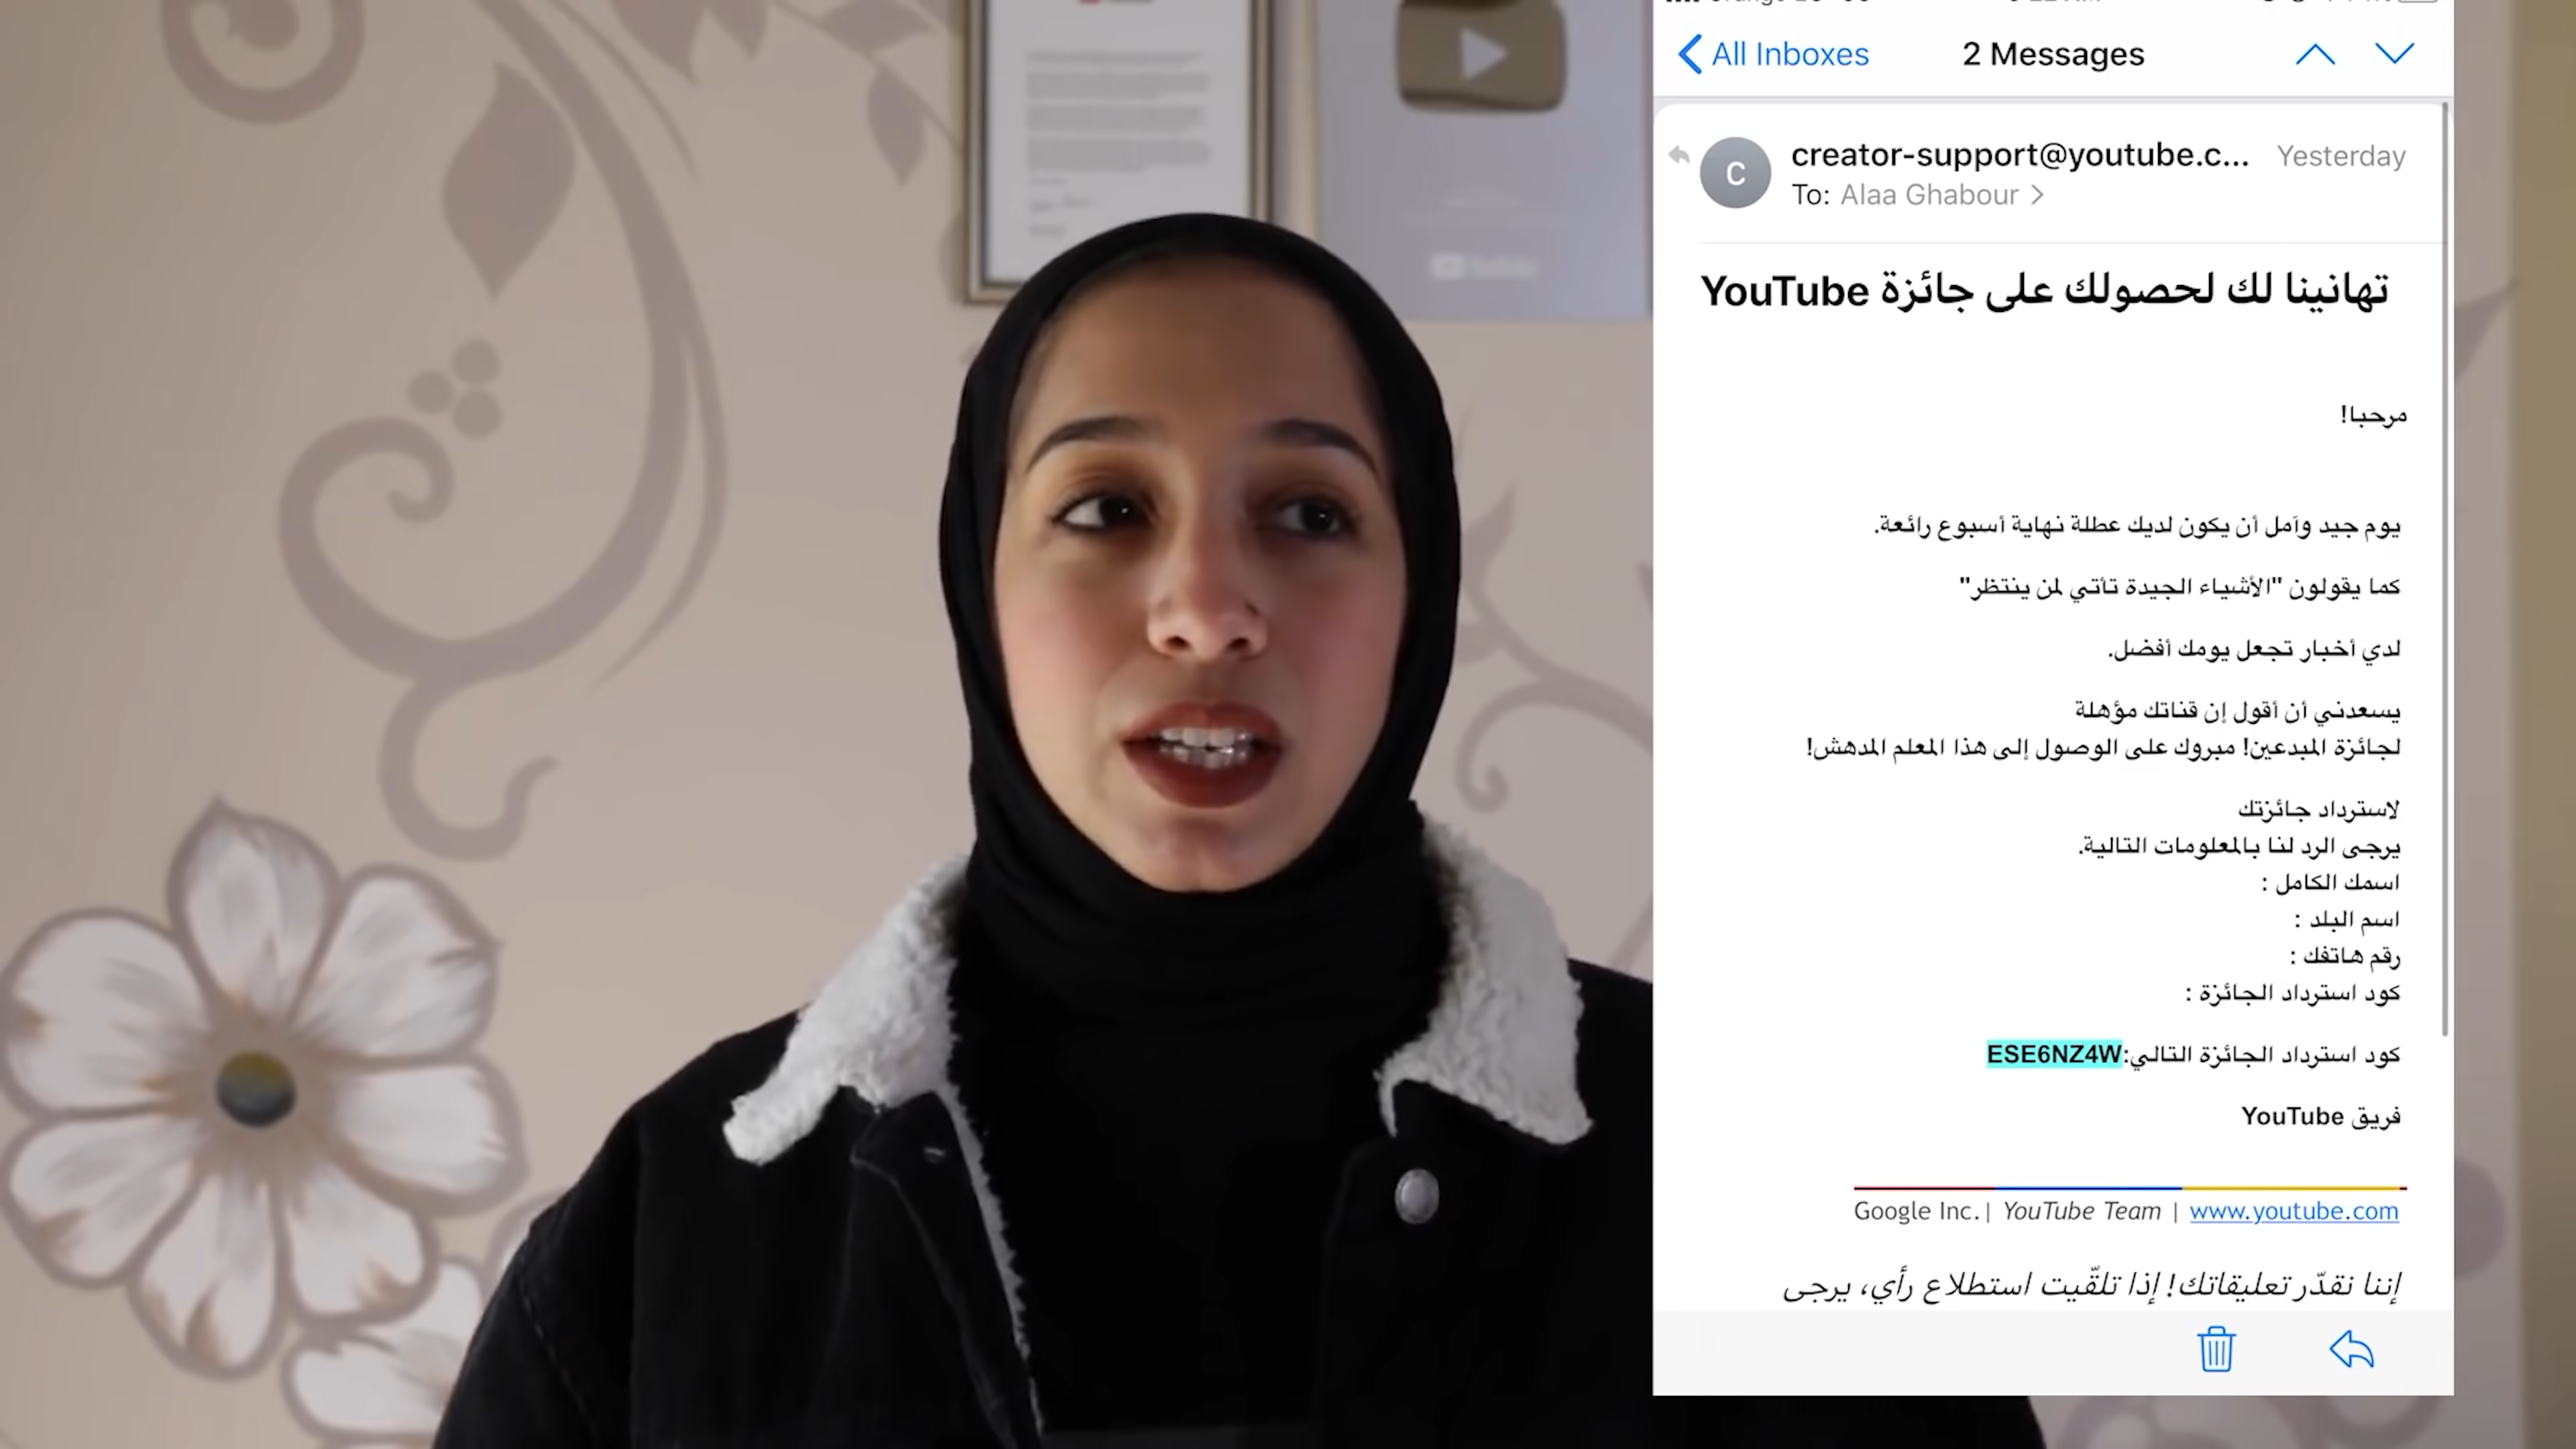 All Inboxes
2 Messages
creator-support@youtube.c...
Yesterday
C
To: Alaa Ghabour
تهانينا لك لحصولك على جائزة YouTube
مرحبا!
يوم جيد وآمل أن يكون لديك عطلة نهاية أسبوع رائعة.
كما يقولون "الأشياء الجيدة تأتي لمن ينتظر"
لدي أخبار تجعل يومك أفضل.
يسعدني أن أقول إن قناتك مؤهلة
لجائزة المبدعين! مبروك على الوصول إلى هذا المعلم المدهش!
لاسترداد جائزتك
يرجى الرد لنا بالمعلومات التالية.
اسمك الكامل :
اسم البلد :
رقم هاتفك :
كود استرداد الجائزة :
كود استرداد الجائزة التالي:ESE6NZ4W
فريق YouTube
Google Inc.| YouTube Team | www.youtube.com
إننا نقدّر تعليقاتك! إذا تلقّيت استطلاع رأي، يرجى